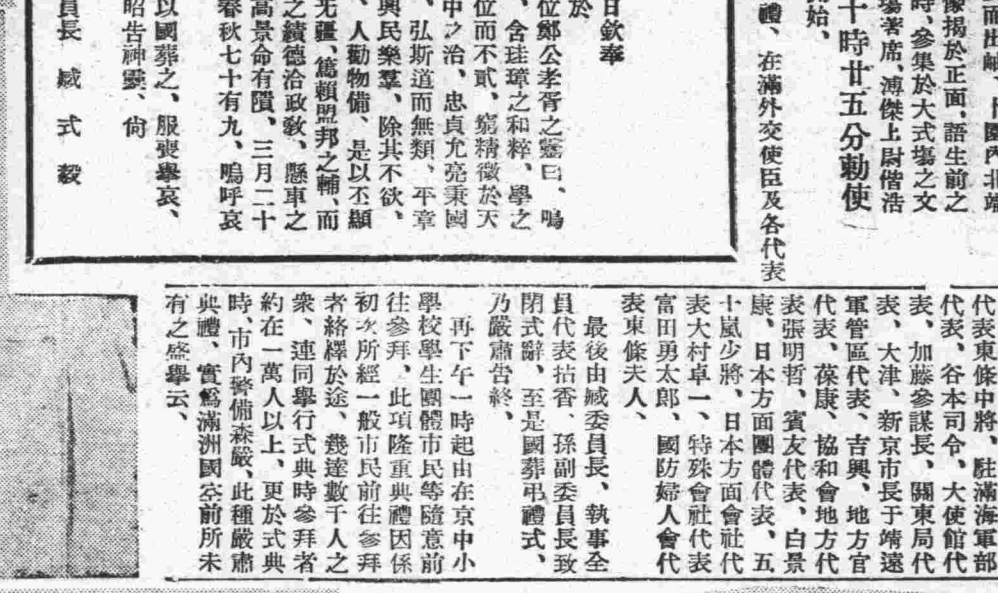 像揭於正面、語生前之
時、參集於大式場之文
場著席、溥傑上尉偕浩
十時廿五分勅使
始、
禮、在滿外交使臣及各代表
日欽奉
於
位鄭公孝胥之靈曰、嗚
、含珪璋之和粹、學之
位而不貳、窮精微於天
中之治、忠貞允亮秉國
、弘斯道而無類、平章
興民樂羣、除其不欲、
、人勸物備、是以丕顯
光疆、篤賴盟邦之輔、而
之績德洽政敎、懸車之
高景命有隕、三月二十
春秋七十有九、嗚呼哀
以國葬之、服喪擧哀、
昭告神靈、尙
員長 臧式毅
代表東條中將、駐滿海軍部
代表、谷本司令、大使館代
表、加藤參謀長、關東局代
表、大津、新京市長于靖遠
軍管區代表、吉興、地方官
代表、葆康、協和會地方代
表張明哲、賓友代表、白景
康、日本方面團體代表、五
十嵐少將、日本方面會社代
表大村卓一、特殊會社代表
富田勇太郎、國防婦人會代
表東條夫人、
最後由臧委員長、執事全
員代表拈香、孫副委員長致
閉式辭、至是國葬弔禮式、
乃嚴肅告終、
再下午一時起由在京中小
學校學生團體市民等隨意前
往參拜、此項隆重典禮因係
初次所經一般市民前往參拜
者絡繹於途、幾達數千人之
衆、連同擧行式典時參拜者
約在一萬人以上、更於式典
時、市內警備森嚴、此種嚴肅
典禮、實爲滿洲國空前所未
有之盛擧云、